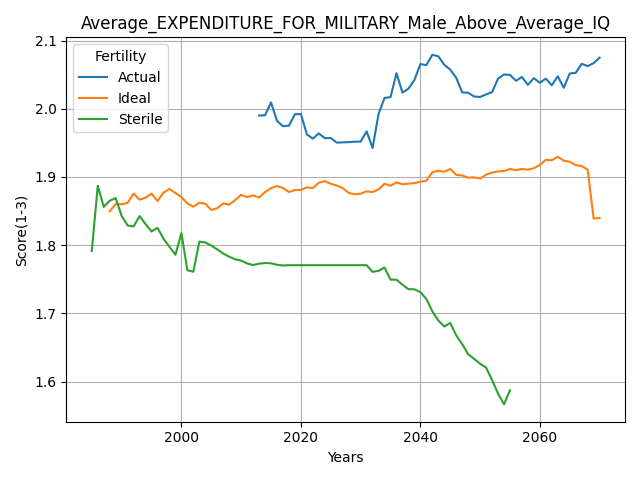 Average_EXPENDITURE_FOR_MILITARY_Male_Above_Average_IQ
Fertility
Actual
Ideal
Sterile
Score(1-3)
2.1
2.0
1.9
1.8
1.7
1.6
2000 2020 2040 2060
Years